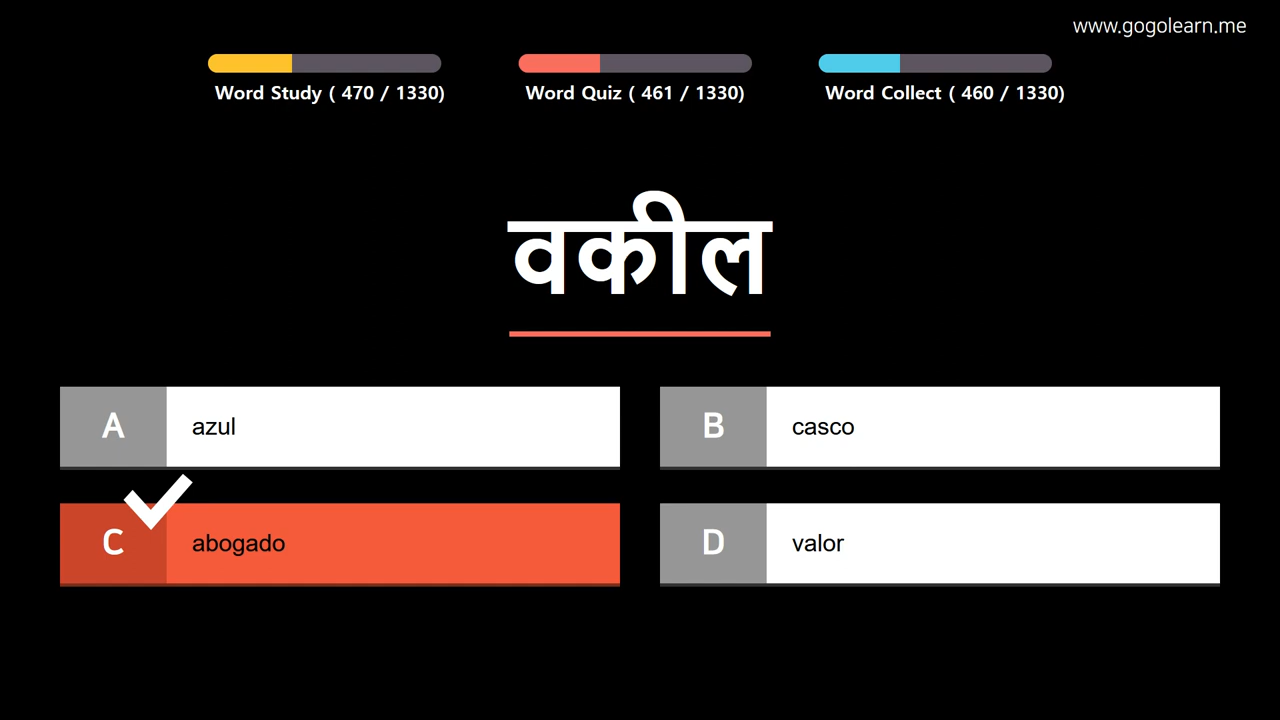 www.gogolearn.me
Word Study ( 470 / 1330)
Word Quiz ( 461 / 1330)
Word Collect ( 460 / 1330)
वकील
A azul
B casco
C abogado
D valor